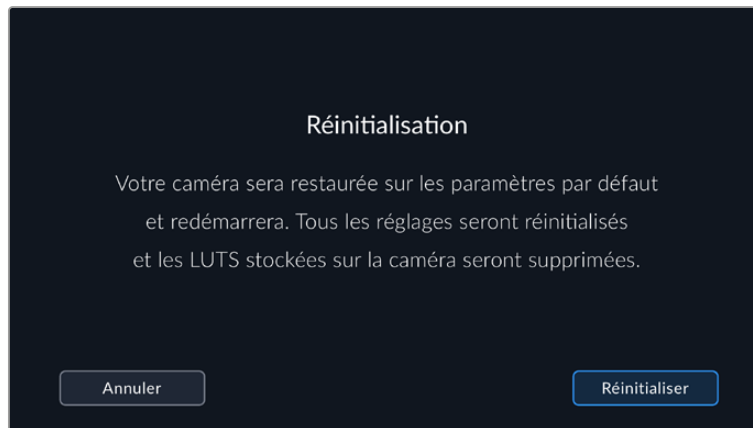 Réinitialisation
Votre caméra sera restaurée sur les paramètres par défaut
et redémarrera. Tous les réglages seront réinitialisés
et les LUTS stockées sur la caméra seront supprimées.
Annuler
Réinitialiser